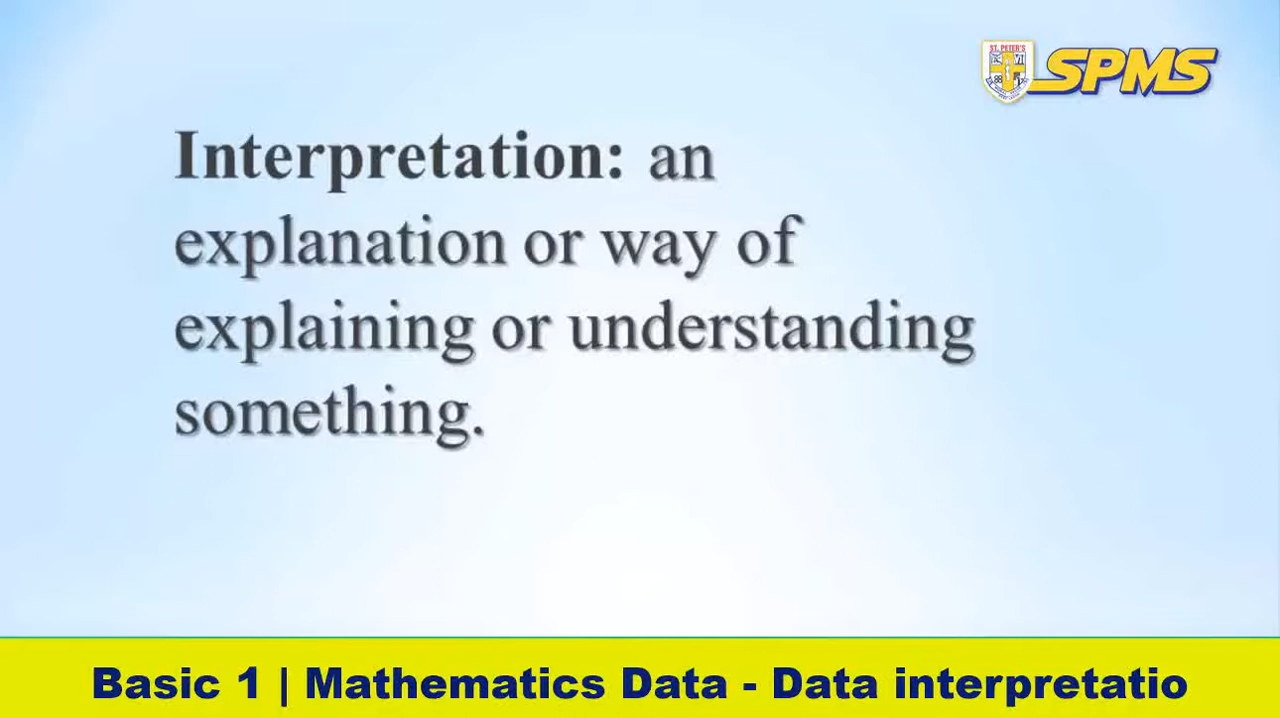 ST. PETER'S
SPMS
Interpretation: an
explanation or way of
explaining or understanding
something.
Basic 1 | Mathematics Data - Data interpretatio